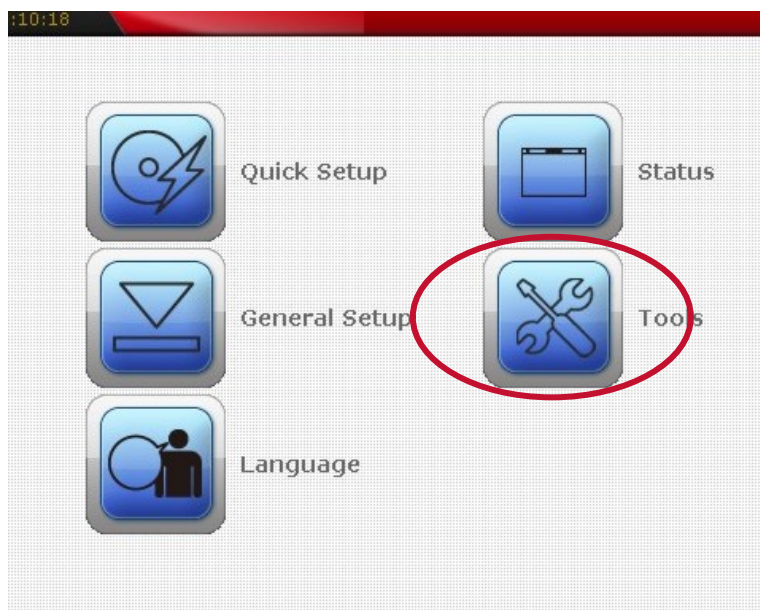 :10:18
Quick Setup
Status
General Setup
Tools
Language